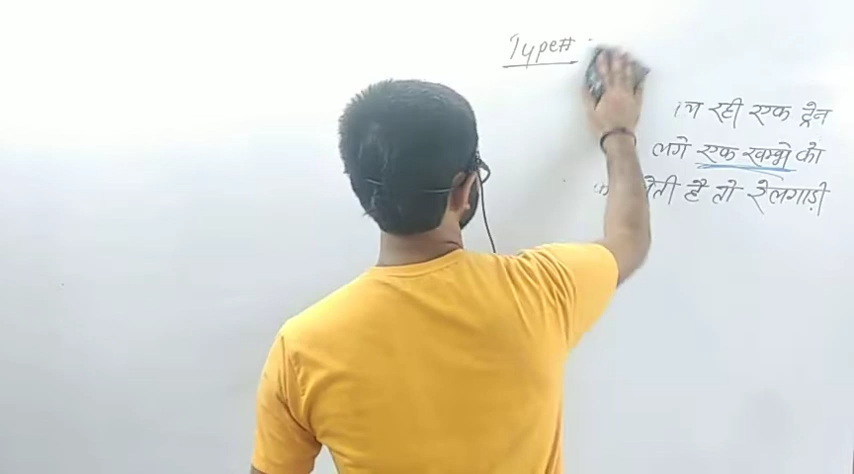 Type#
रही एक ट्रेन
लगे एक खम्भे को
है तो रेलगाड़ी